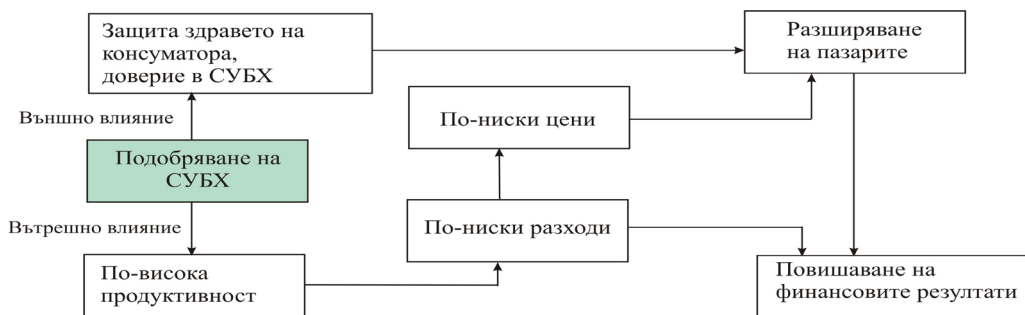 Защита здравето на
консуматора,
доверие в СУБХ
Разширяване
на пазарите
Външно влияние
По-ниски цени
Подобряване на
СУБХ
Вътрешно влияние
По-ниски разходи
По-висока
продуктивност
Повишаване на
финансовите резултати